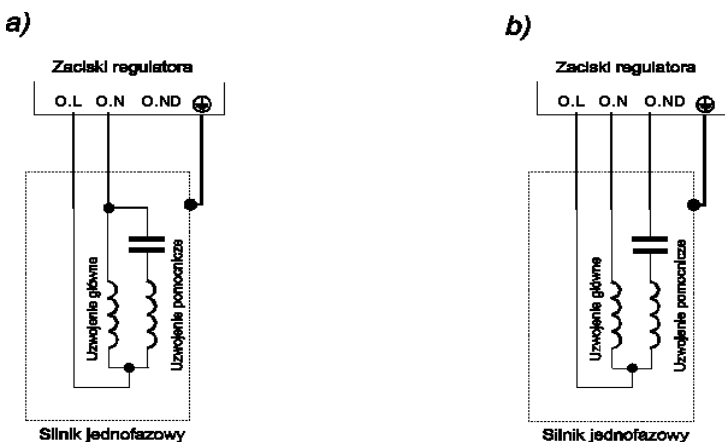 a)
Zaciski regulatora
O.L O.N O.ND
Uzwojenie główne
Uzwojenie pomocnicze
Silnik jednofazowy
b)
Zaciski regulatora
O.L O.N O.ND
Uzwojenie główne
Uzwojenie pomocnicze
Silnik jednofazowy